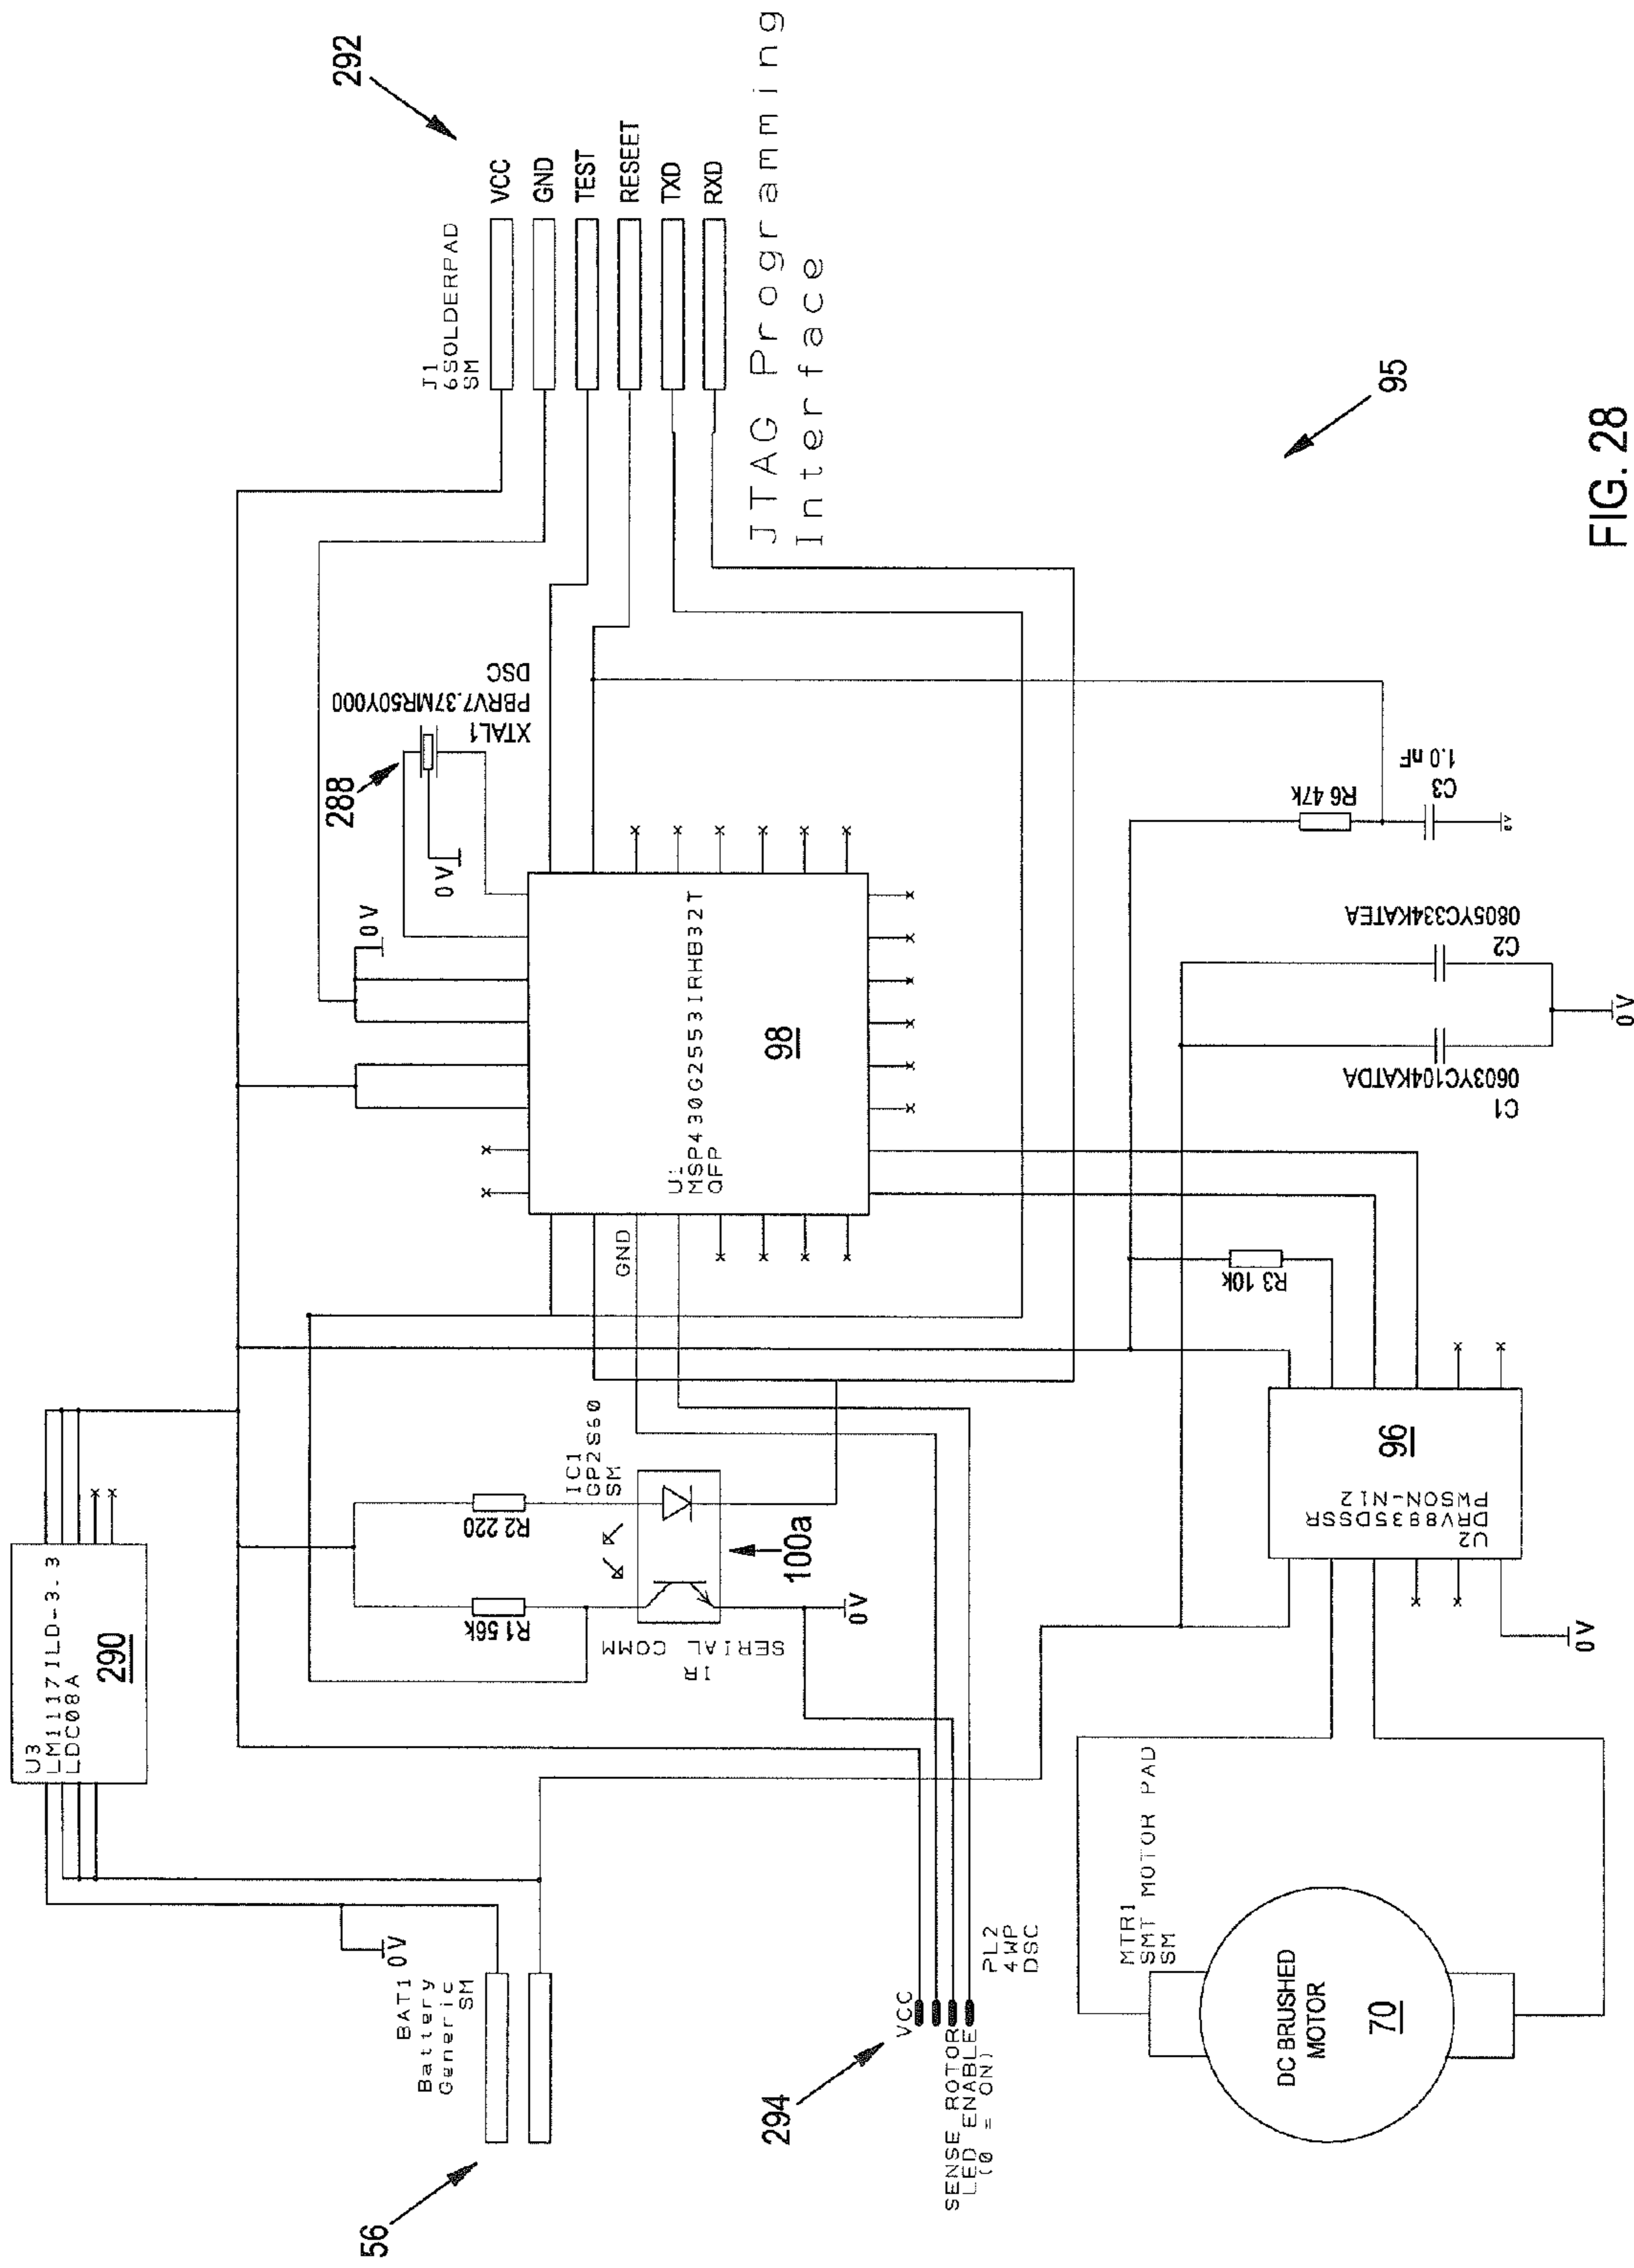 292
J1
6SOLDERPAD
SM
VCC
GND
TEST
RESEET
TXD
RXD
JTAG Programming
Interface
95
FIG. 28
288
XTAL1
PBRV7.37MR50Y000
DSC
0V
0V
U1
MSP430G2553IRHB32T
QFP
98
GND
R6 47k
C3
1.0 nF
C2
0805YC334KATEA
C1
0603YC104KATDA
0V
R3 10k
U3
LM1117ILD-3.3
LDC08A
290
R2 220
R1 56k
IC1
GP2S60
SM
100a
IR
SERIAL COMM
0V
96
U2
DRV8835DSSR
PWSON-N12
0V
BAT1
Battery
Generic
SM
0V
56
294
VCC
SENSE ROTOR
LED ENABLE
(0 = ON)
PL2
4WP
DSC
MTR1
SMT MOTOR PAD
SM
DC BRUSHED
MOTOR
70